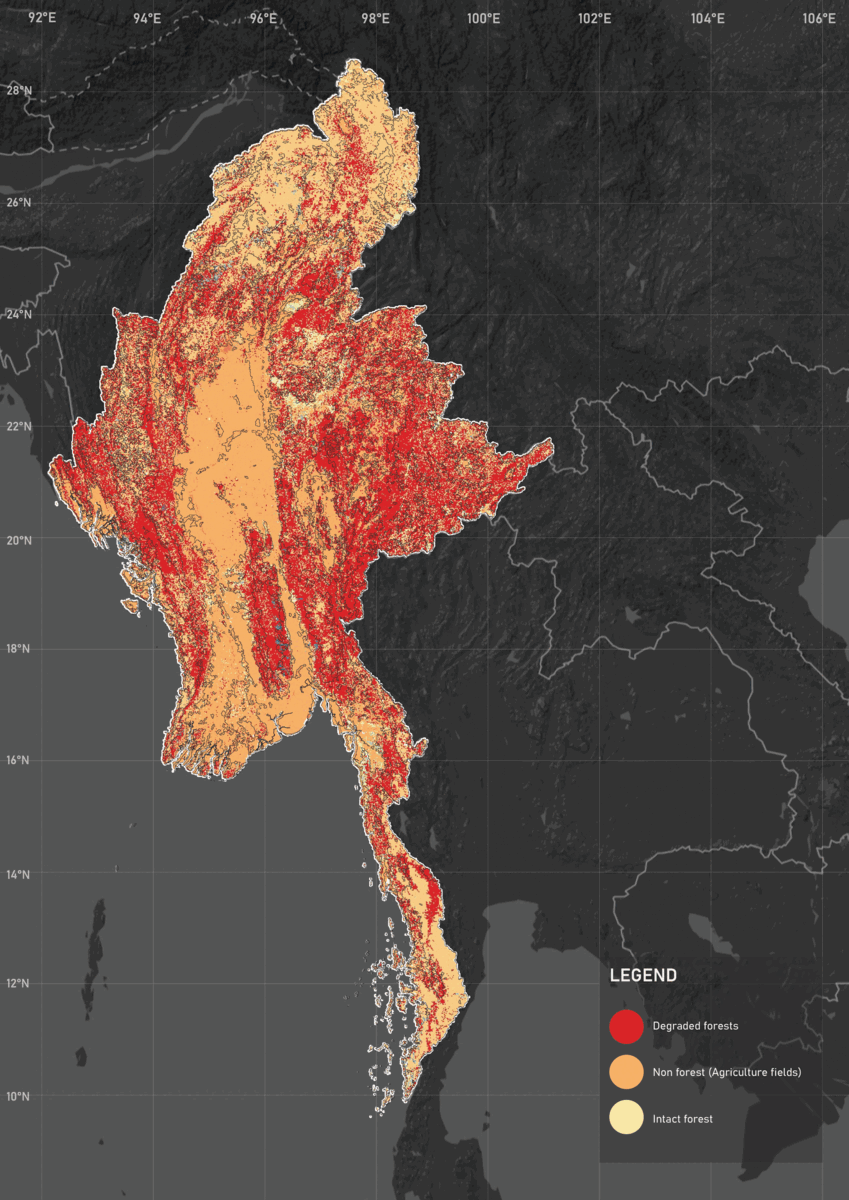 92°E 94°E 96°E 98°E 100°E 102°E 104°E 106°E
28°N
26°N
24°N
22°N
20°N
18°N
16°N
14°N
12°N
10°N
LEGEND
Degraded forests
Non forest (Agriculture fields)
Intact forest